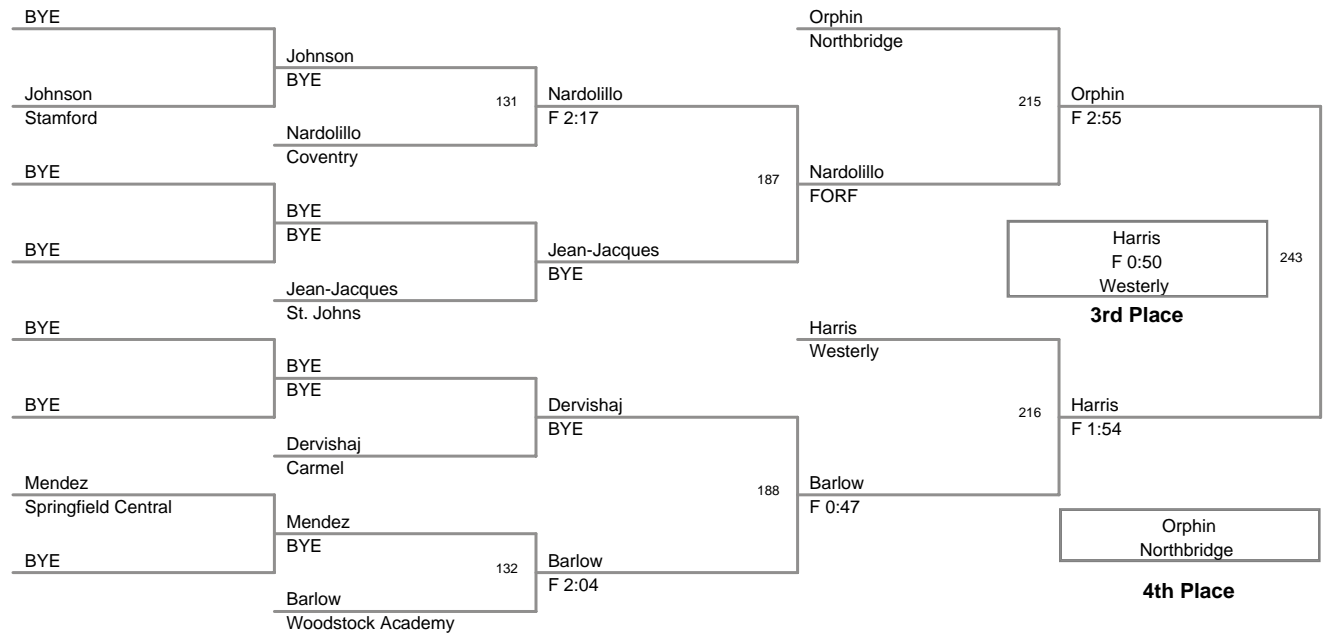 BYE
Orphin
Northbridge
Johnson
BYE
Johnson
Stamford
131
Nardolillo
F 2:17
215
Orphin
F 2:55
Nardolillo
Coventry
BYE
187
Nardolillo
FORF
BYE
BYE
BYE
Jean-Jacques
BYE
Harris
F 0:50
Westerly
243
3rd Place
Jean-Jacques
St. Johns
BYE
Harris
Westerly
BYE
BYE
BYE
Dervishaj
BYE
216
Harris
F 1:54
Dervishaj
Carmel
Mendez
Springfield Central
188
Barlow
F 0:47
Mendez
BYE
Orphin
Northbridge
4th Place
BYE
132
Barlow
F 2:04
Barlow
Woodstock Academy